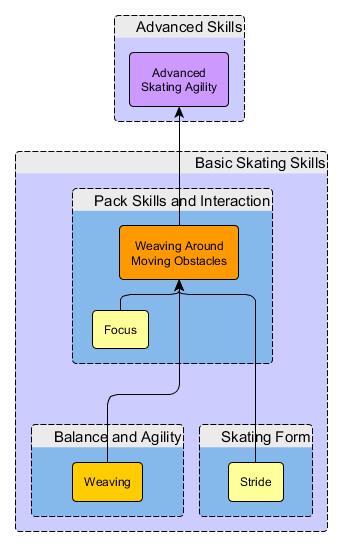 Advanced Skills
Advanced
Skating Agility
Basic Skating Skills
Pack Skills and Interaction
Weaving Around
Moving Obstacles
Focus
Balance and Agility
Weaving
Skating Form
Stride